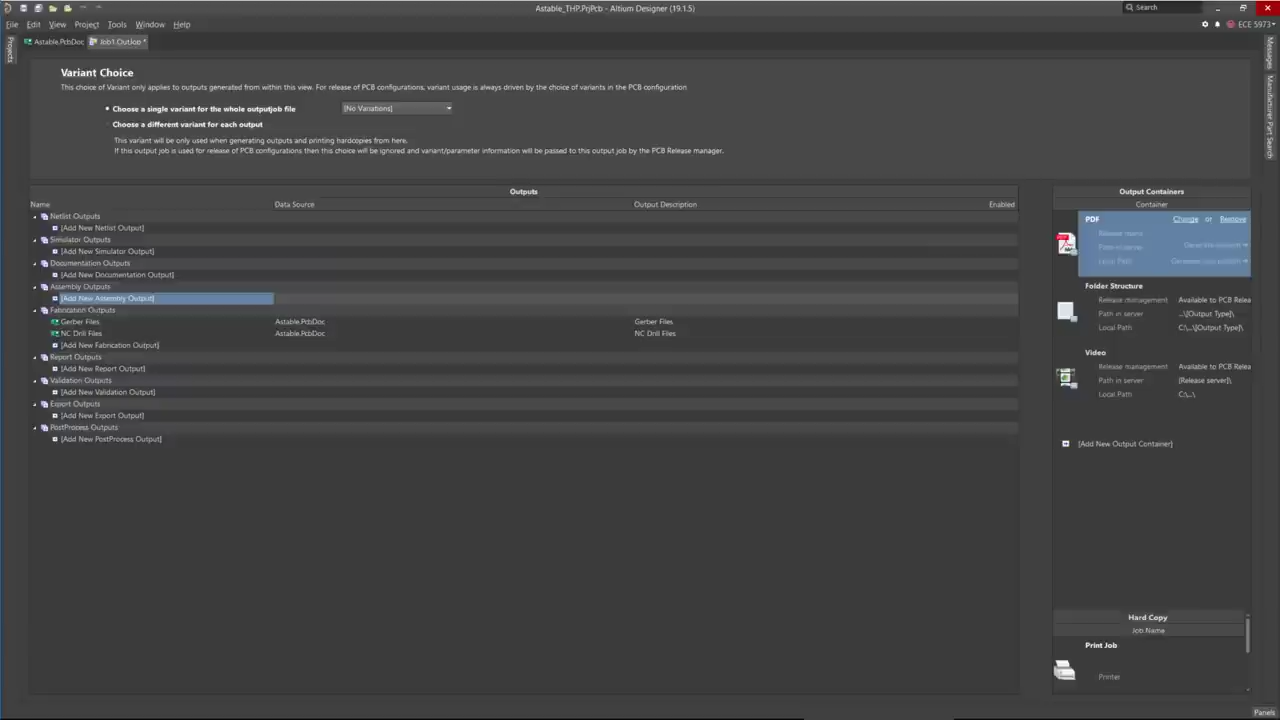 Astable_THP.PrjPcb - Altium Designer (19.1.5)
Search
File Edit View Project Tools Window Help
ECE 5973
Projects
Astable.PcbDoc
Job1.OutJob *
Messages
Manufacturer Part Search
Variant Choice
This choice of Variant only applies to outputs generated from within this view. For release of PCB configurations, variant usage is always driven by the choice of variants in the PCB configuration
Choose a single variant for the whole outputjob file
[No Variations]
Choose a different variant for each output
This variant will be only used when generating outputs and printing hardcopies from here.
If this output job is used for release of PCB configurations then this choice will be ignored and variant/parameter information will be passed to this output job by the PCB Release manager.
Outputs
Name Data Source Output Description Enabled
Netlist Outputs
[Add New Netlist Output]
Simulator Outputs
[Add New Simulator Output]
Documentation Outputs
[Add New Documentation Output]
Assembly Outputs
[Add New Assembly Output]
Fabrication Outputs
Gerber Files Astable.PcbDoc Gerber Files
NC Drill Files Astable.PcbDoc NC Drill Files
[Add New Fabrication Output]
Report Outputs
[Add New Report Output]
Validation Outputs
[Add New Validation Output]
Export Outputs
[Add New Export Output]
PostProcess Outputs
[Add New PostProcess Output]
Output Containers
Container
PDF Change or Remove
Release name
Path in server
Local Path
Folder Structure
Release management Available to PCB Relea
Path in server ...\[Output Type]\
Local Path C:\...\[Output Type]\
Video
Release management Available to PCB Relea
Path in server [Release server]\
Local Path C:\...\
[Add New Output Container]
Hard Copy
Job Name
Print Job
Printer
Panels